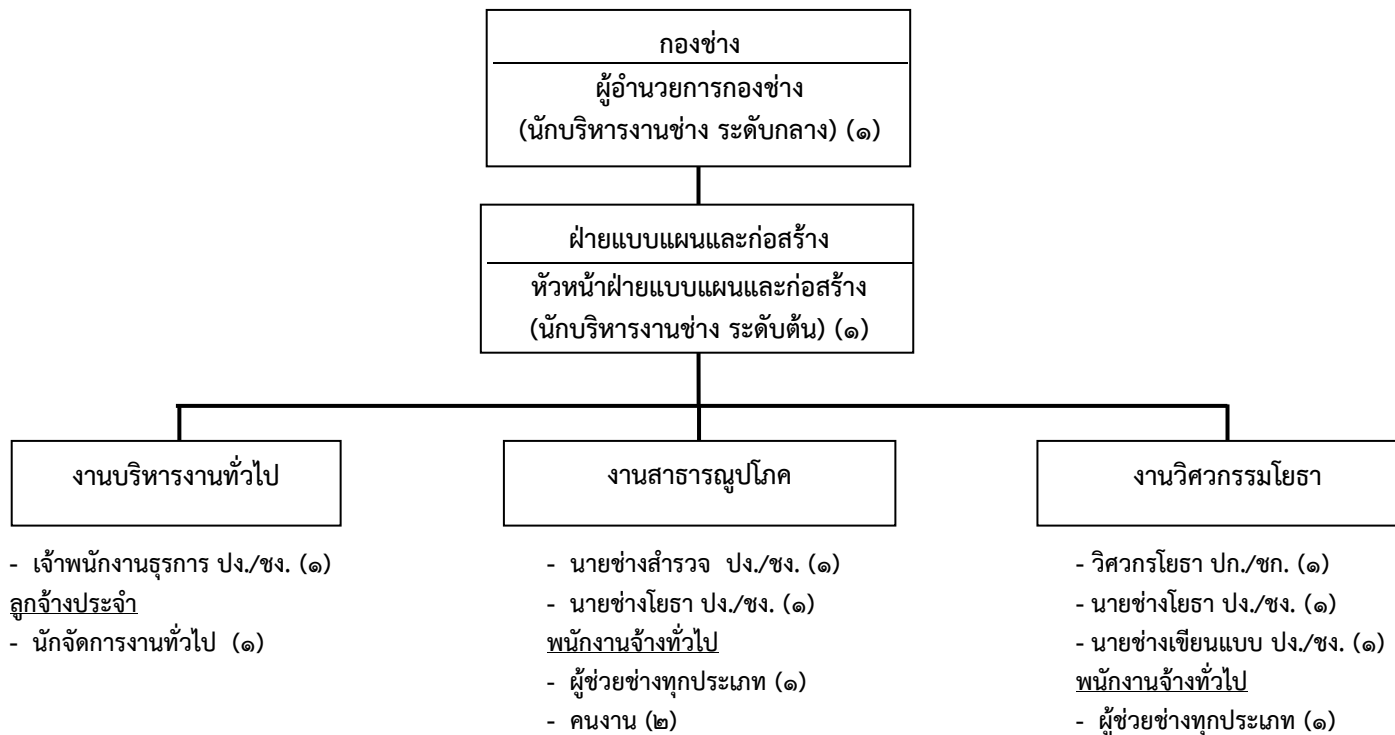 กองช่าง
ผู้อำนวยการกองช่าง
(นักบริหารงานช่าง ระดับกลาง) (๑)
ฝ่ายแบบแผนและก่อสร้าง
หัวหน้าฝ่ายแบบแผนและก่อสร้าง
(นักบริหารงานช่าง ระดับต้น) (๑)
งานบริหารงานทั่วไป
- เจ้าพนักงานธุรการ ปง./ชง. (๑)
ลูกจ้างประจำ
- นักจัดการงานทั่วไป (๑)
งานสาธารณูปโภค
- นายช่างสำรวจ ปง./ชง. (๑)
- นายช่างโยธา ปง./ชง. (๑)
พนักงานจ้างทั่วไป
- ผู้ช่วยช่างทุกประเภท (๑)
- คนงาน (๒)
งานวิศวกรรมโยธา
- วิศวกรโยธา ปก./ชก. (๑)
- นายช่างโยธา ปง./ชง. (๑)
- นายช่างเขียนแบบ ปง./ชง. (๑)
พนักงานจ้างทั่วไป
- ผู้ช่วยช่างทุกประเภท (๑)